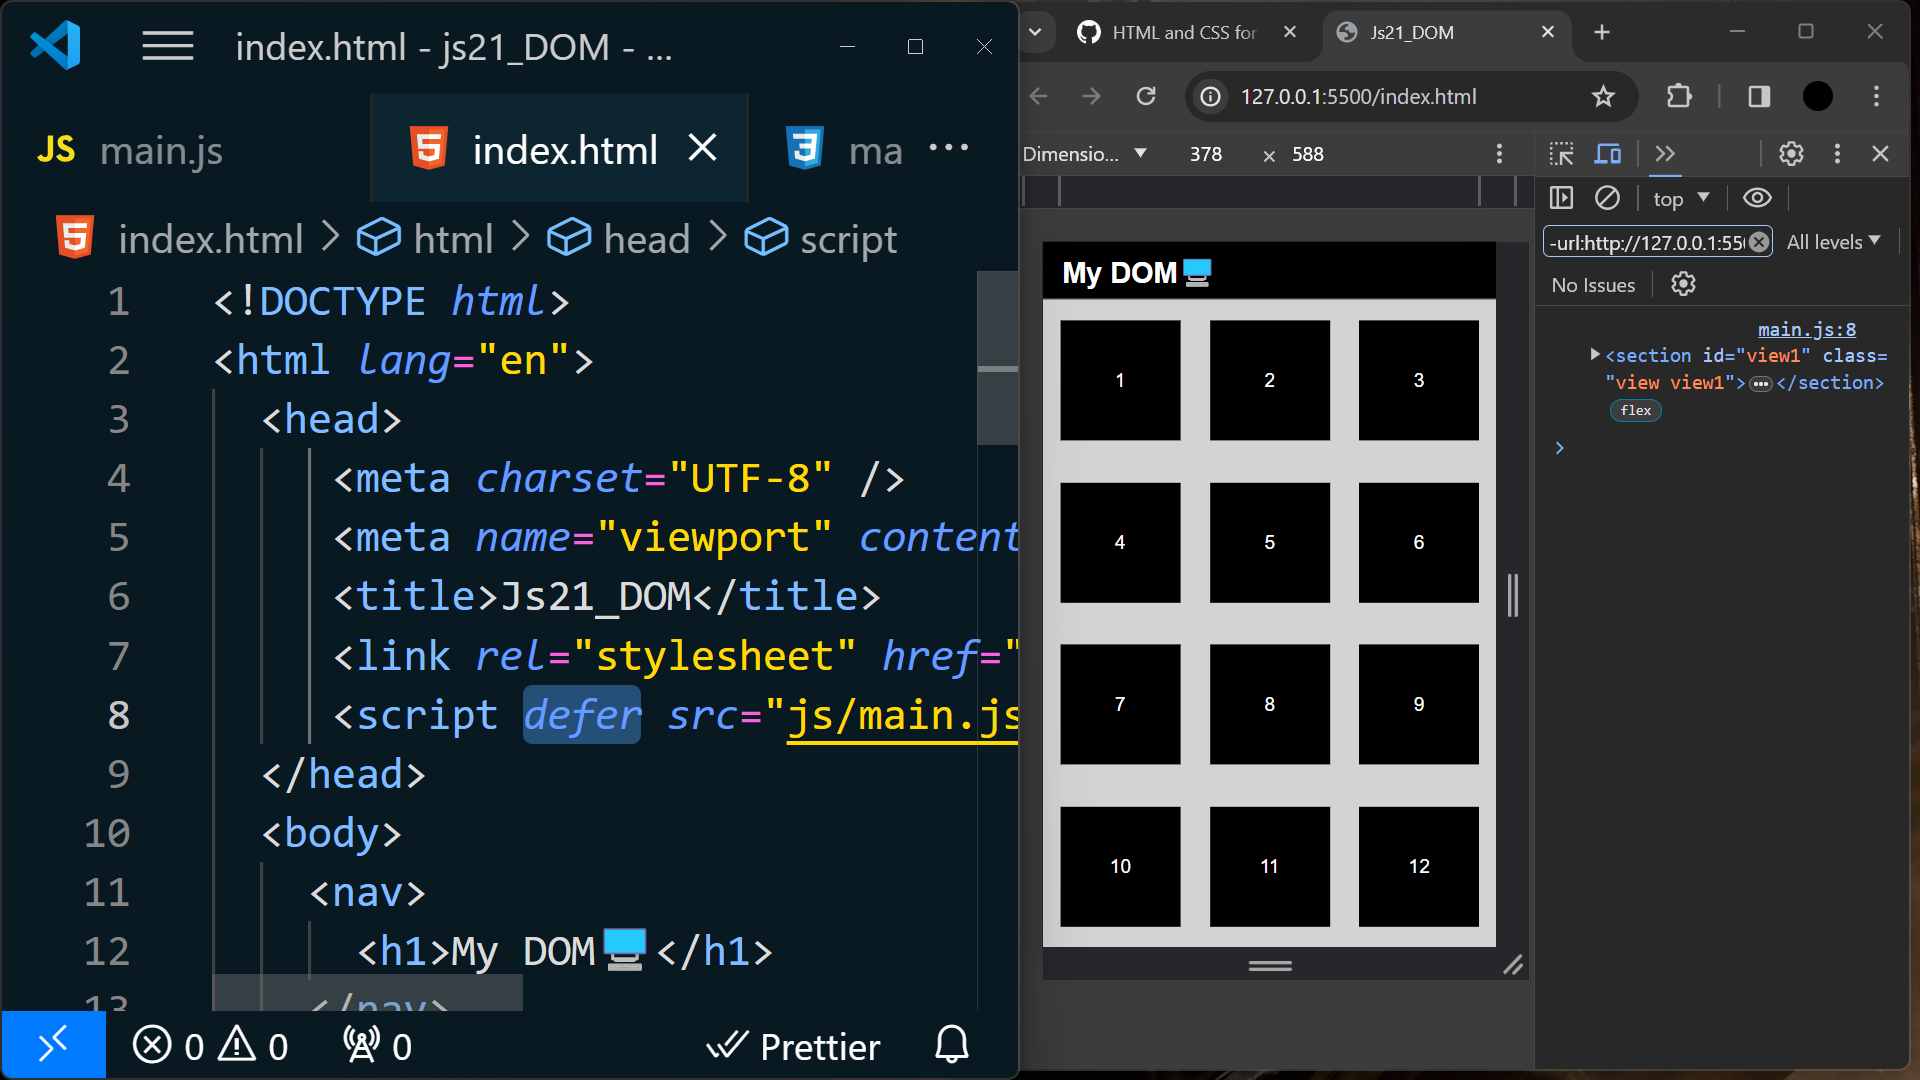 index.html - js21_DOM - ...
JS main.js
index.html
ma ...
index.html > html > head > script
1 <!DOCTYPE html>
2 <html lang="en">
3 <head>
4 <meta charset="UTF-8" />
5 <meta name="viewport" content
6 <title>Js21_DOM</title>
7 <link rel="stylesheet" href="
8 <script defer src="js/main.js
9 </head>
10 <body>
11 <nav>
12 <h1>My DOM🖥️</h1>
13 </nav>
0 0 0 Prettier
HTML and CSS for
Js21_DOM
127.0.0.1:5500/index.html
Dimensio... 378 × 588
top
-url:http://127.0.0.1:550
All levels
No Issues
My DOM🖥️
1 2 3
4 5 6
7 8 9
10 11 12
main.js:8
<section id="view1" class=
"view view1">…</section>
flex